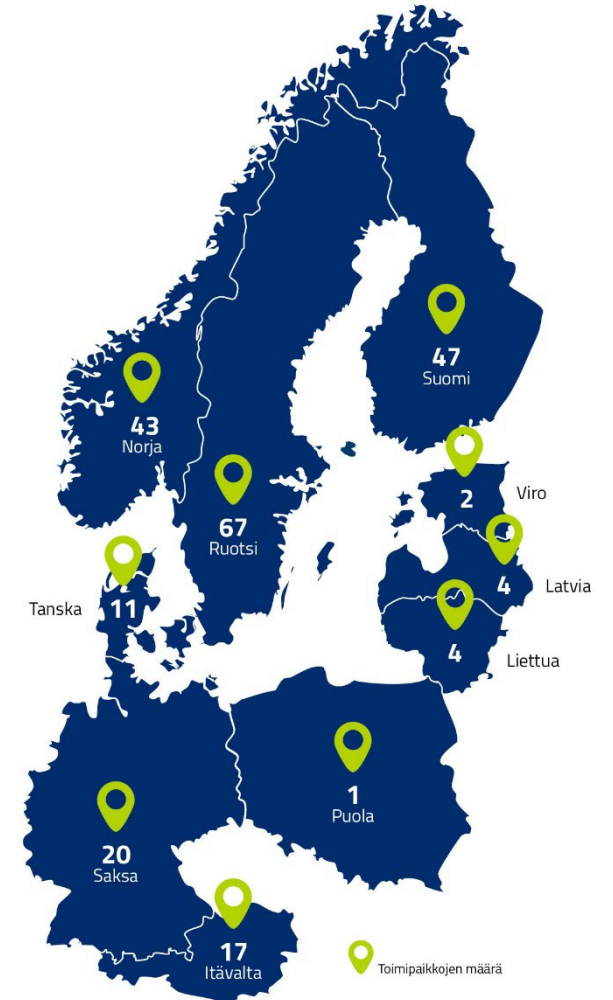 47
Suomi
43
Norja
67
Ruotsi
2
Viro
4
Latvia
Tanska
11
4
Liettua
1
Puola
20
Saksa
17
Itävalta
Toimipaikkojen määrä